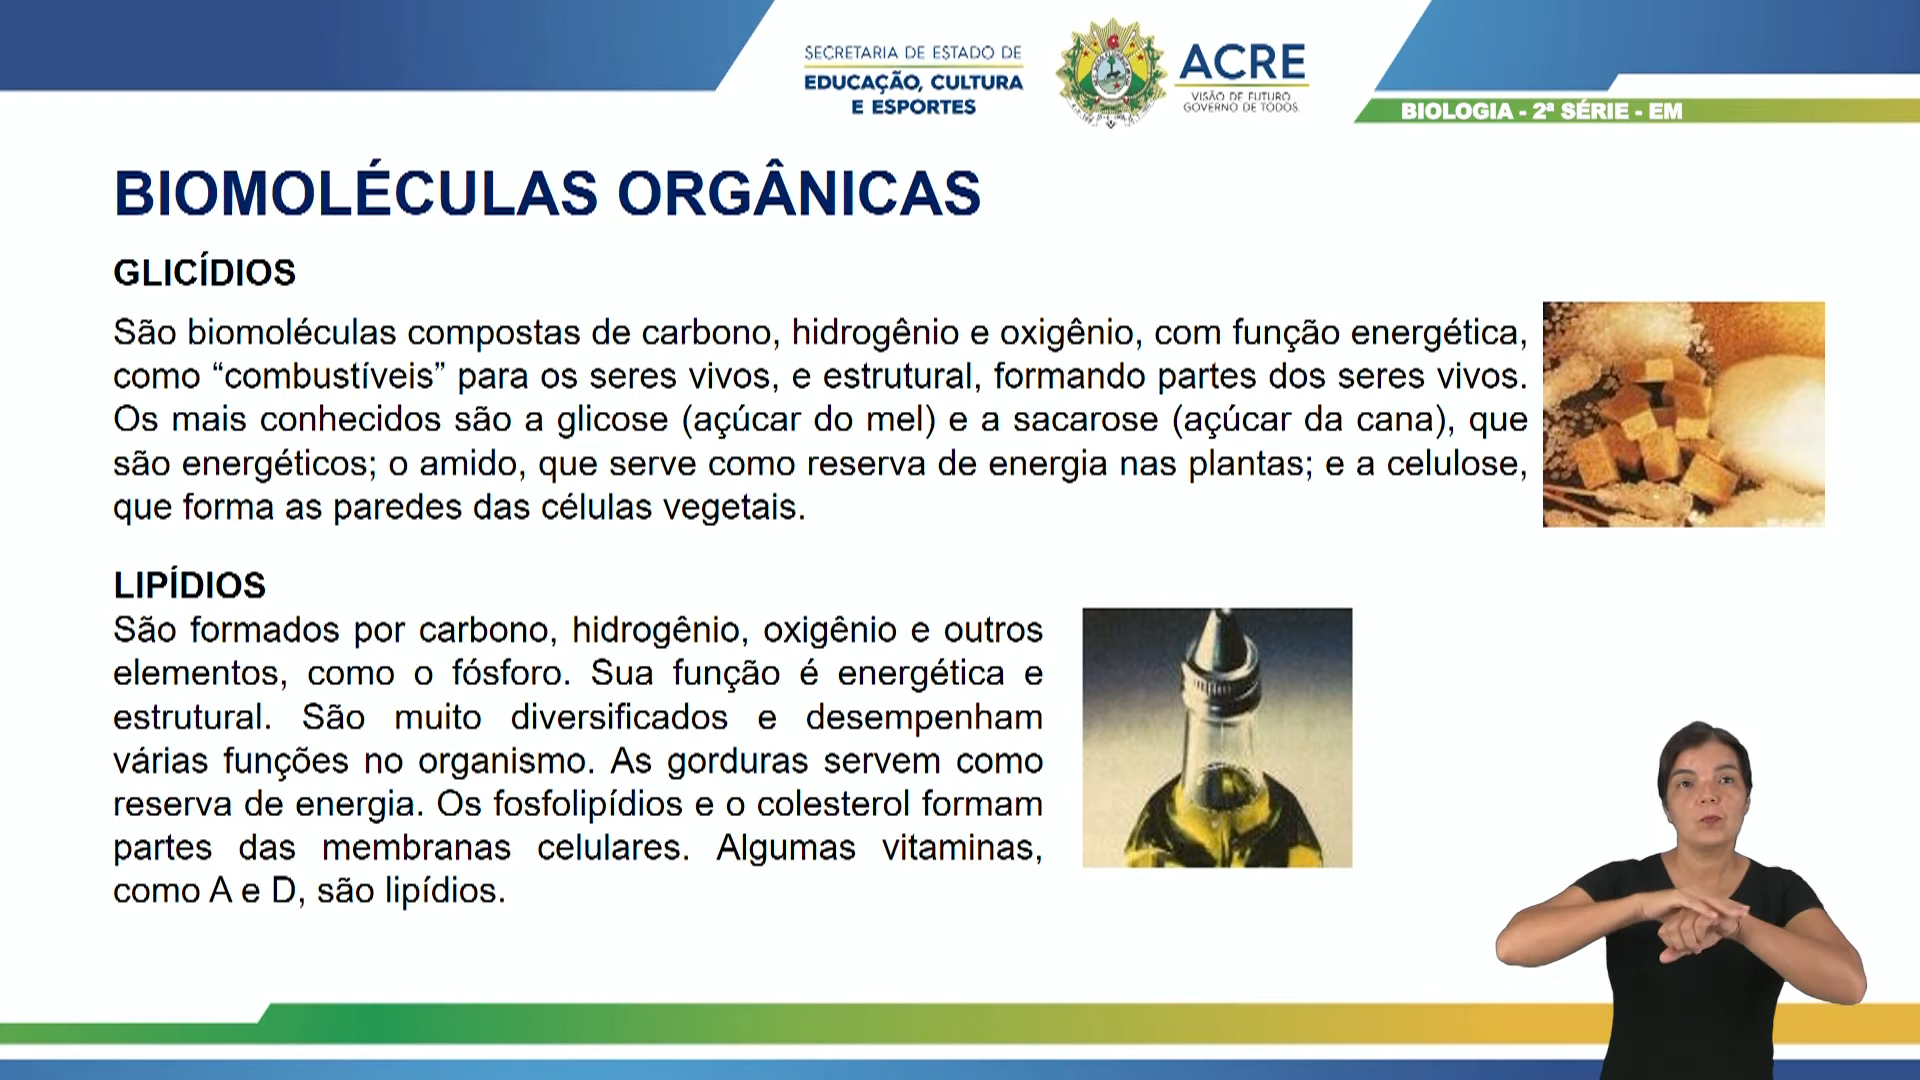 SECRETARIA DE ESTADO DE
EDUCAÇÃO, CULTURA
E ESPORTES
ACRE
VISÃO DE FUTURO
GOVERNO DE TODOS
BIOLOGIA - 2ª SÉRIE - EM
BIOMOLÉCULAS ORGÂNICAS
GLICÍDIOS
São biomoléculas compostas de carbono, hidrogênio e oxigênio, com função energética,
como “combustíveis” para os seres vivos, e estrutural, formando partes dos seres vivos.
Os mais conhecidos são a glicose (açúcar do mel) e a sacarose (açúcar da cana), que
são energéticos; o amido, que serve como reserva de energia nas plantas; e a celulose,
que forma as paredes das células vegetais.
LIPÍDIOS
São formados por carbono, hidrogênio, oxigênio e outros
elementos, como o fósforo. Sua função é energética e
estrutural. São muito diversificados e desempenham
várias funções no organismo. As gorduras servem como
reserva de energia. Os fosfolipídios e o colesterol formam
partes das membranas celulares. Algumas vitaminas,
como A e D, são lipídios.